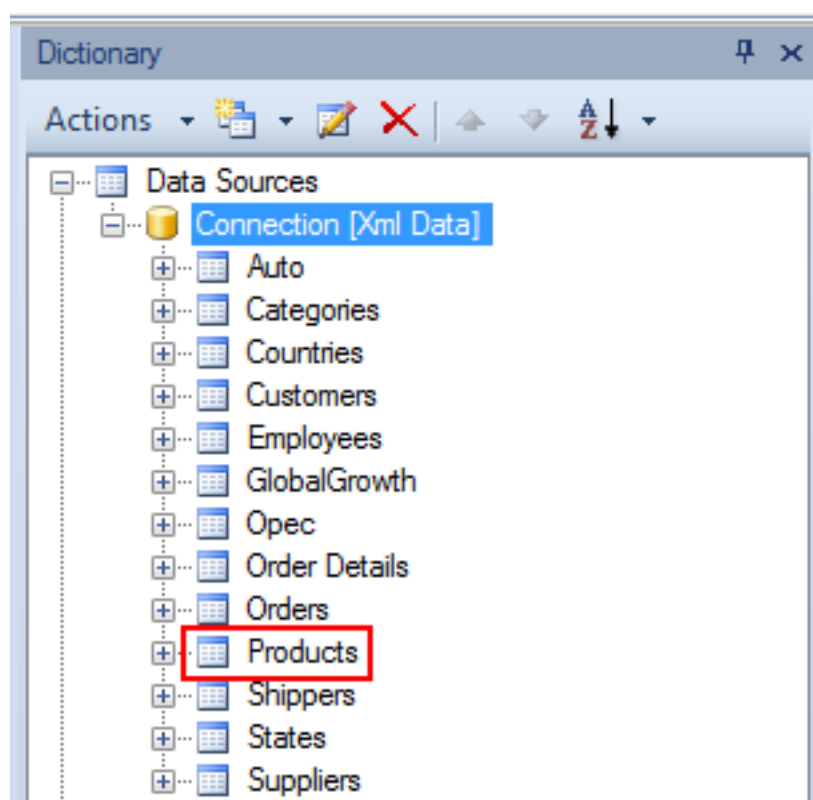 Dictionary
Actions
Data Sources
Connection [Xml Data]
Auto
Categories
Countries
Customers
Employees
GlobalGrowth
Opec
Order Details
Orders
Products
Shippers
States
Suppliers